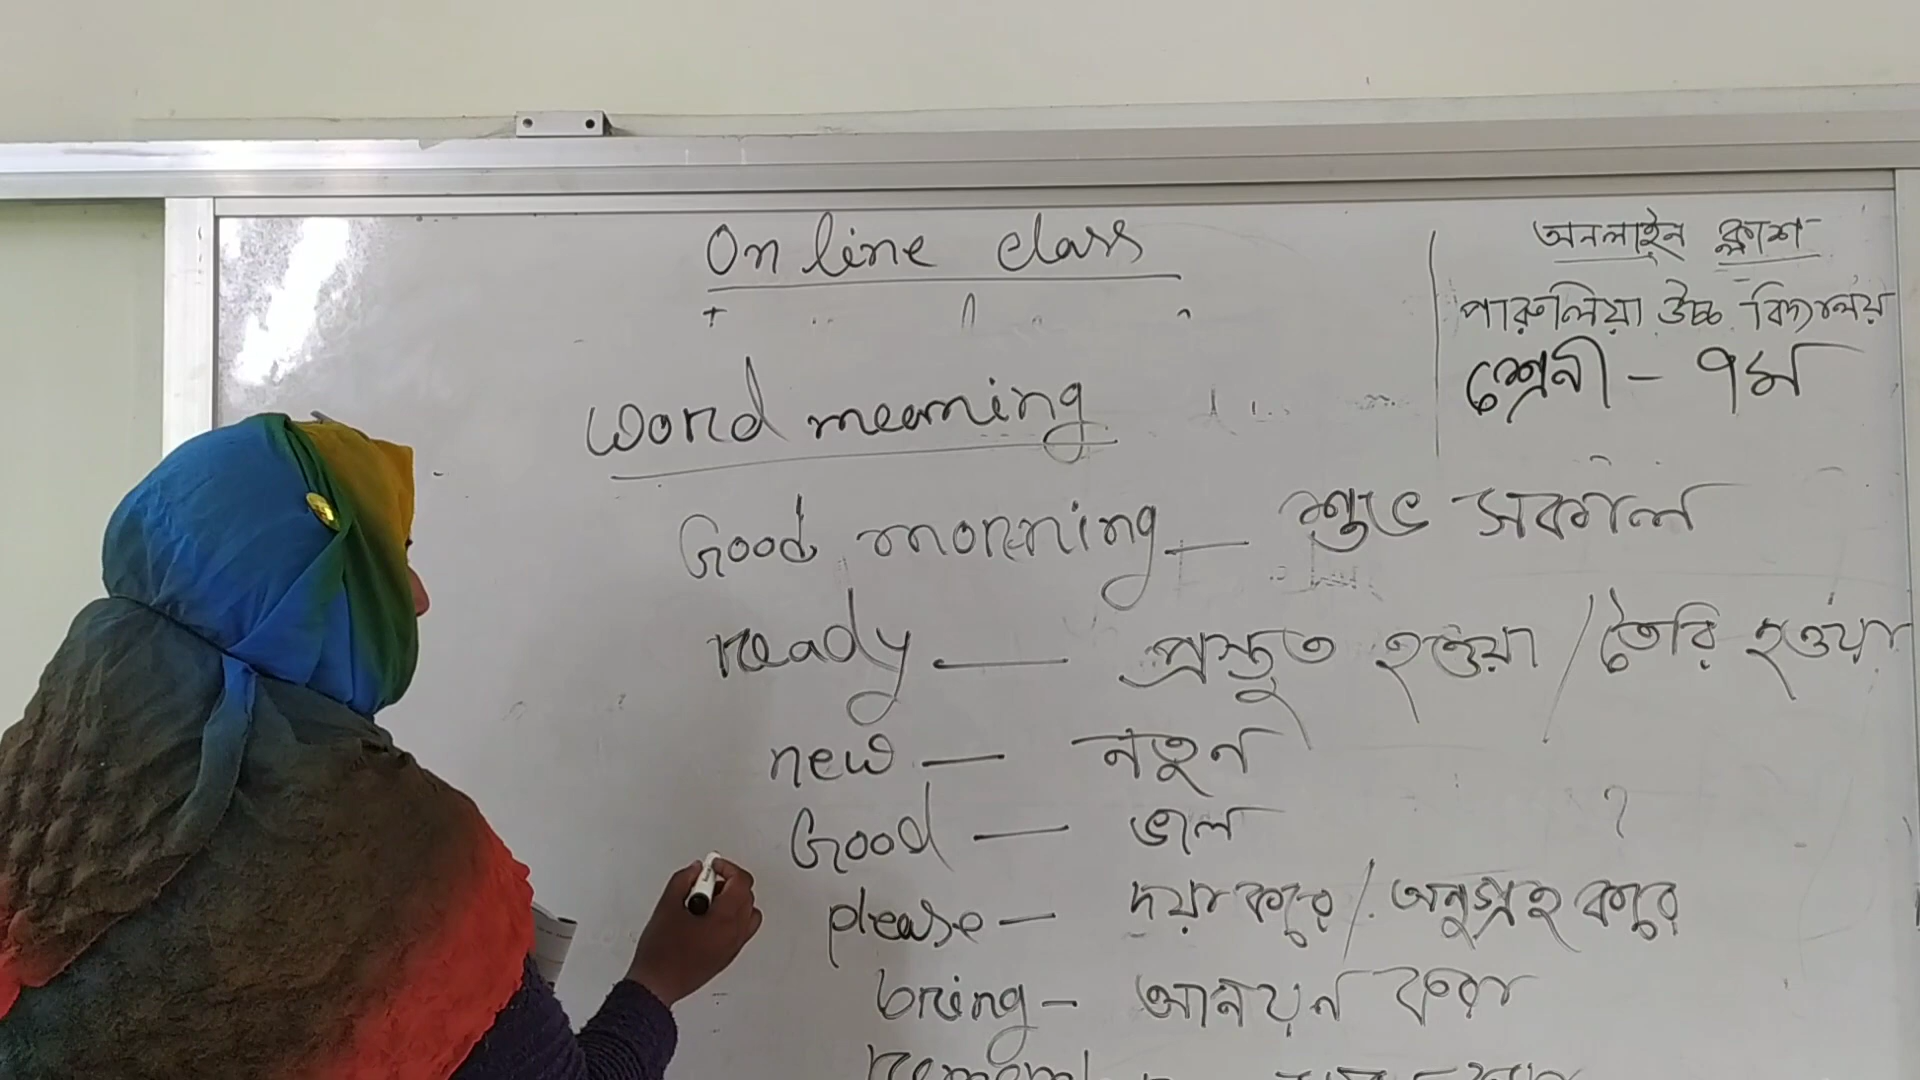 On line class
অনলাইন ক্লাশ
পারুলিয়া উচ্চ বিদ্যালয়
শ্রেনী - ৭ম
word meaning
Good morning — শুভ সকাল
ready — প্রস্তুত হওয়া / তৈরি হওয়া
new — নতুন
Good — ভাল
please — দয়া করে / অনুগ্রহ করে
bring - আনয়ন করা